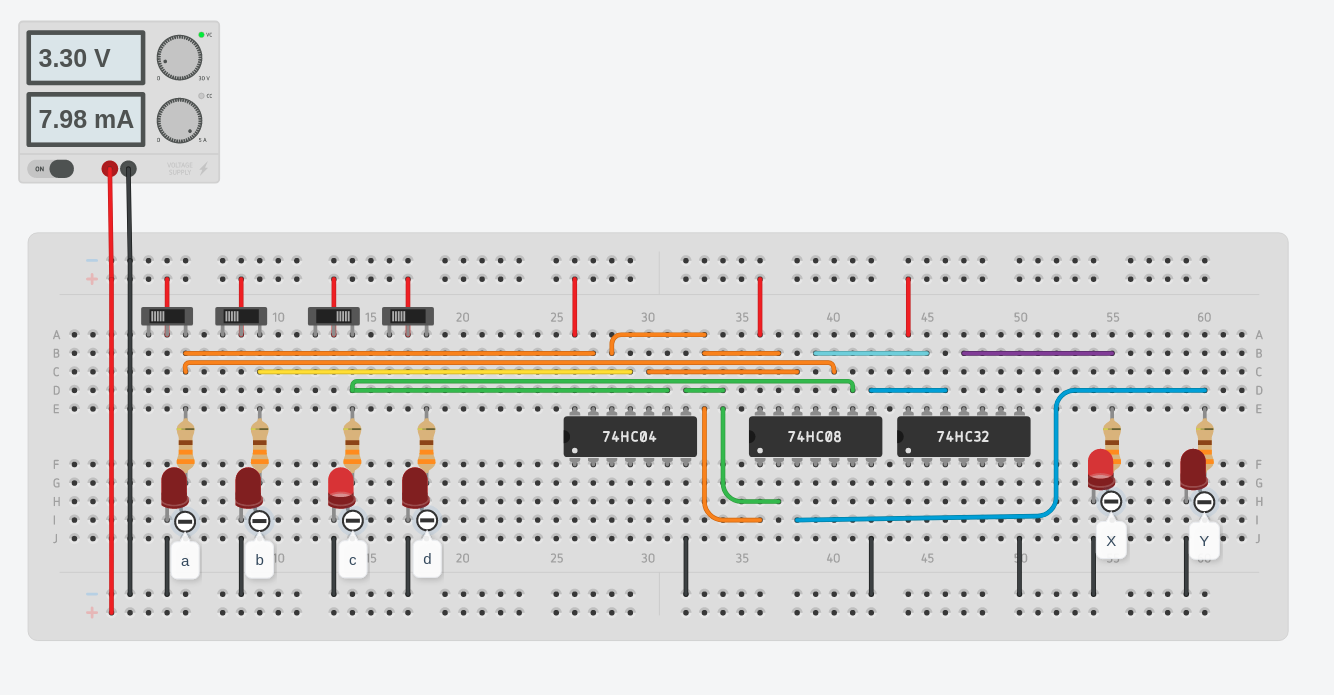 3.30 V
VC
0
30 V
7.98 mA
CC
0
5 A
ON
VOLTAGE
SUPPLY
−
+
10 15 20 25 30 35 40 45 50 55 60
A A
B B
C C
D D
E E
74HC04 74HC08 74HC32
F F
G G
H H
I I
J J
a b c d X Y
10 15 20 25 30 35 40 45 50 55 60
−
+